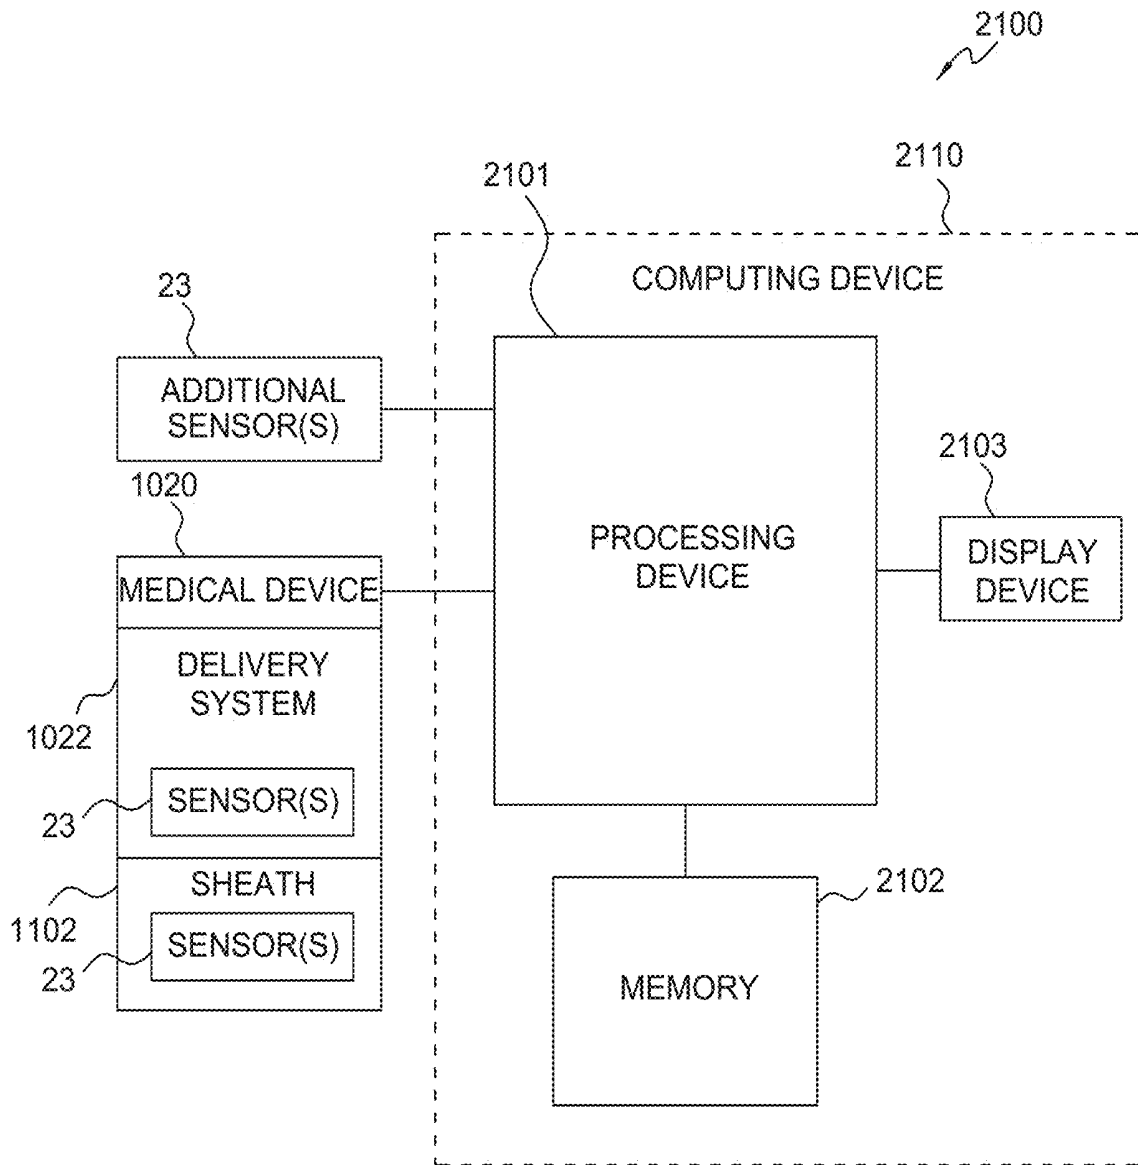 2100
2110
2101
COMPUTING DEVICE
23
ADDITIONAL
SENSOR(S)
2103
1020
PROCESSING
DEVICE
DISPLAY
DEVICE
MEDICAL DEVICE
DELIVERY
SYSTEM
1022
SENSOR(S)
23
SHEATH
2102
1102
SENSOR(S)
23
MEMORY